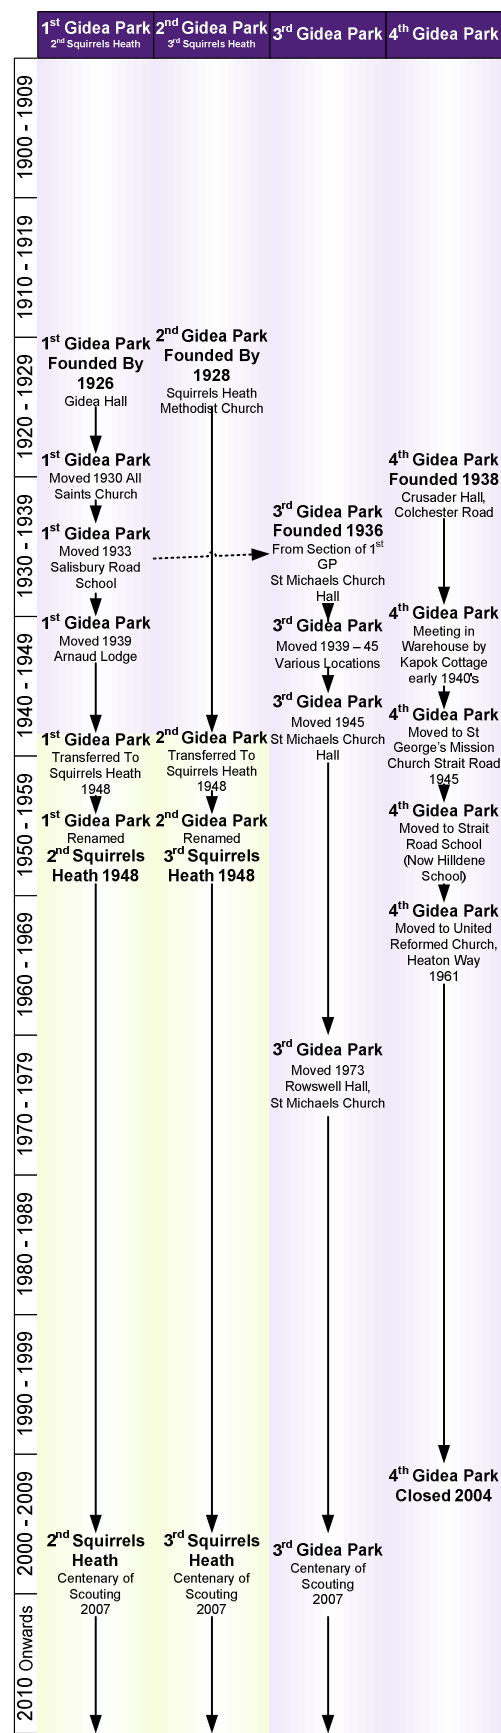 1st Gidea Park
2nd Squirrels Heath
2nd Gidea Park
3rd Squirrels Heath
3rd Gidea Park
4th Gidea Park
1900 - 1909
1910 - 1919
1920 - 1929
1930 - 1939
1940 - 1949
1950 - 1959
1960 - 1969
1970 - 1979
1980 - 1989
1990 - 1999
2000 - 2009
2010 Onwards
1st Gidea Park
Founded By
1926
Gidea Hall
1st Gidea Park
Moved 1930 All
Saints Church
1st Gidea Park
Moved 1933
Salisbury Road
School
1st Gidea Park
Moved 1939
Arnaud Lodge
1st Gidea Park
Transferred To
Squirrels Heath
1948
1st Gidea Park
Renamed
2nd Squirrels
Heath 1948
2nd Squirrels
Heath
Centenary of
Scouting
2007
2nd Gidea Park
Founded By
1928
Squirrels Heath
Methodist Church
2nd Gidea Park
Transferred To
Squirrels Heath
1948
2nd Gidea Park
Renamed
3rd Squirrels
Heath 1948
3rd Squirrels
Heath
Centenary of
Scouting
2007
3rd Gidea Park
Founded 1936
From Section of 1st
GP
St Michaels Church
Hall
3rd Gidea Park
Moved 1939 – 45
Various Locations
3rd Gidea Park
Moved 1945
St Michaels Church
Hall
3rd Gidea Park
Moved 1973
Rowswell Hall,
St Michaels Church
3rd Gidea Park
Centenary of
Scouting
2007
4th Gidea Park
Founded 1938
Crusader Hall,
Colchester Road
4th Gidea Park
Meeting in
Warehouse by
Kapok Cottage
early 1940's
4th Gidea Park
Moved to St
George's Mission
Church Strait Road
1945
4th Gidea Park
Moved to Strait
Road School
(Now Hilldene
School)
4th Gidea Park
Moved to United
Reformed Church,
Heaton Way
1961
4th Gidea Park
Closed 2004